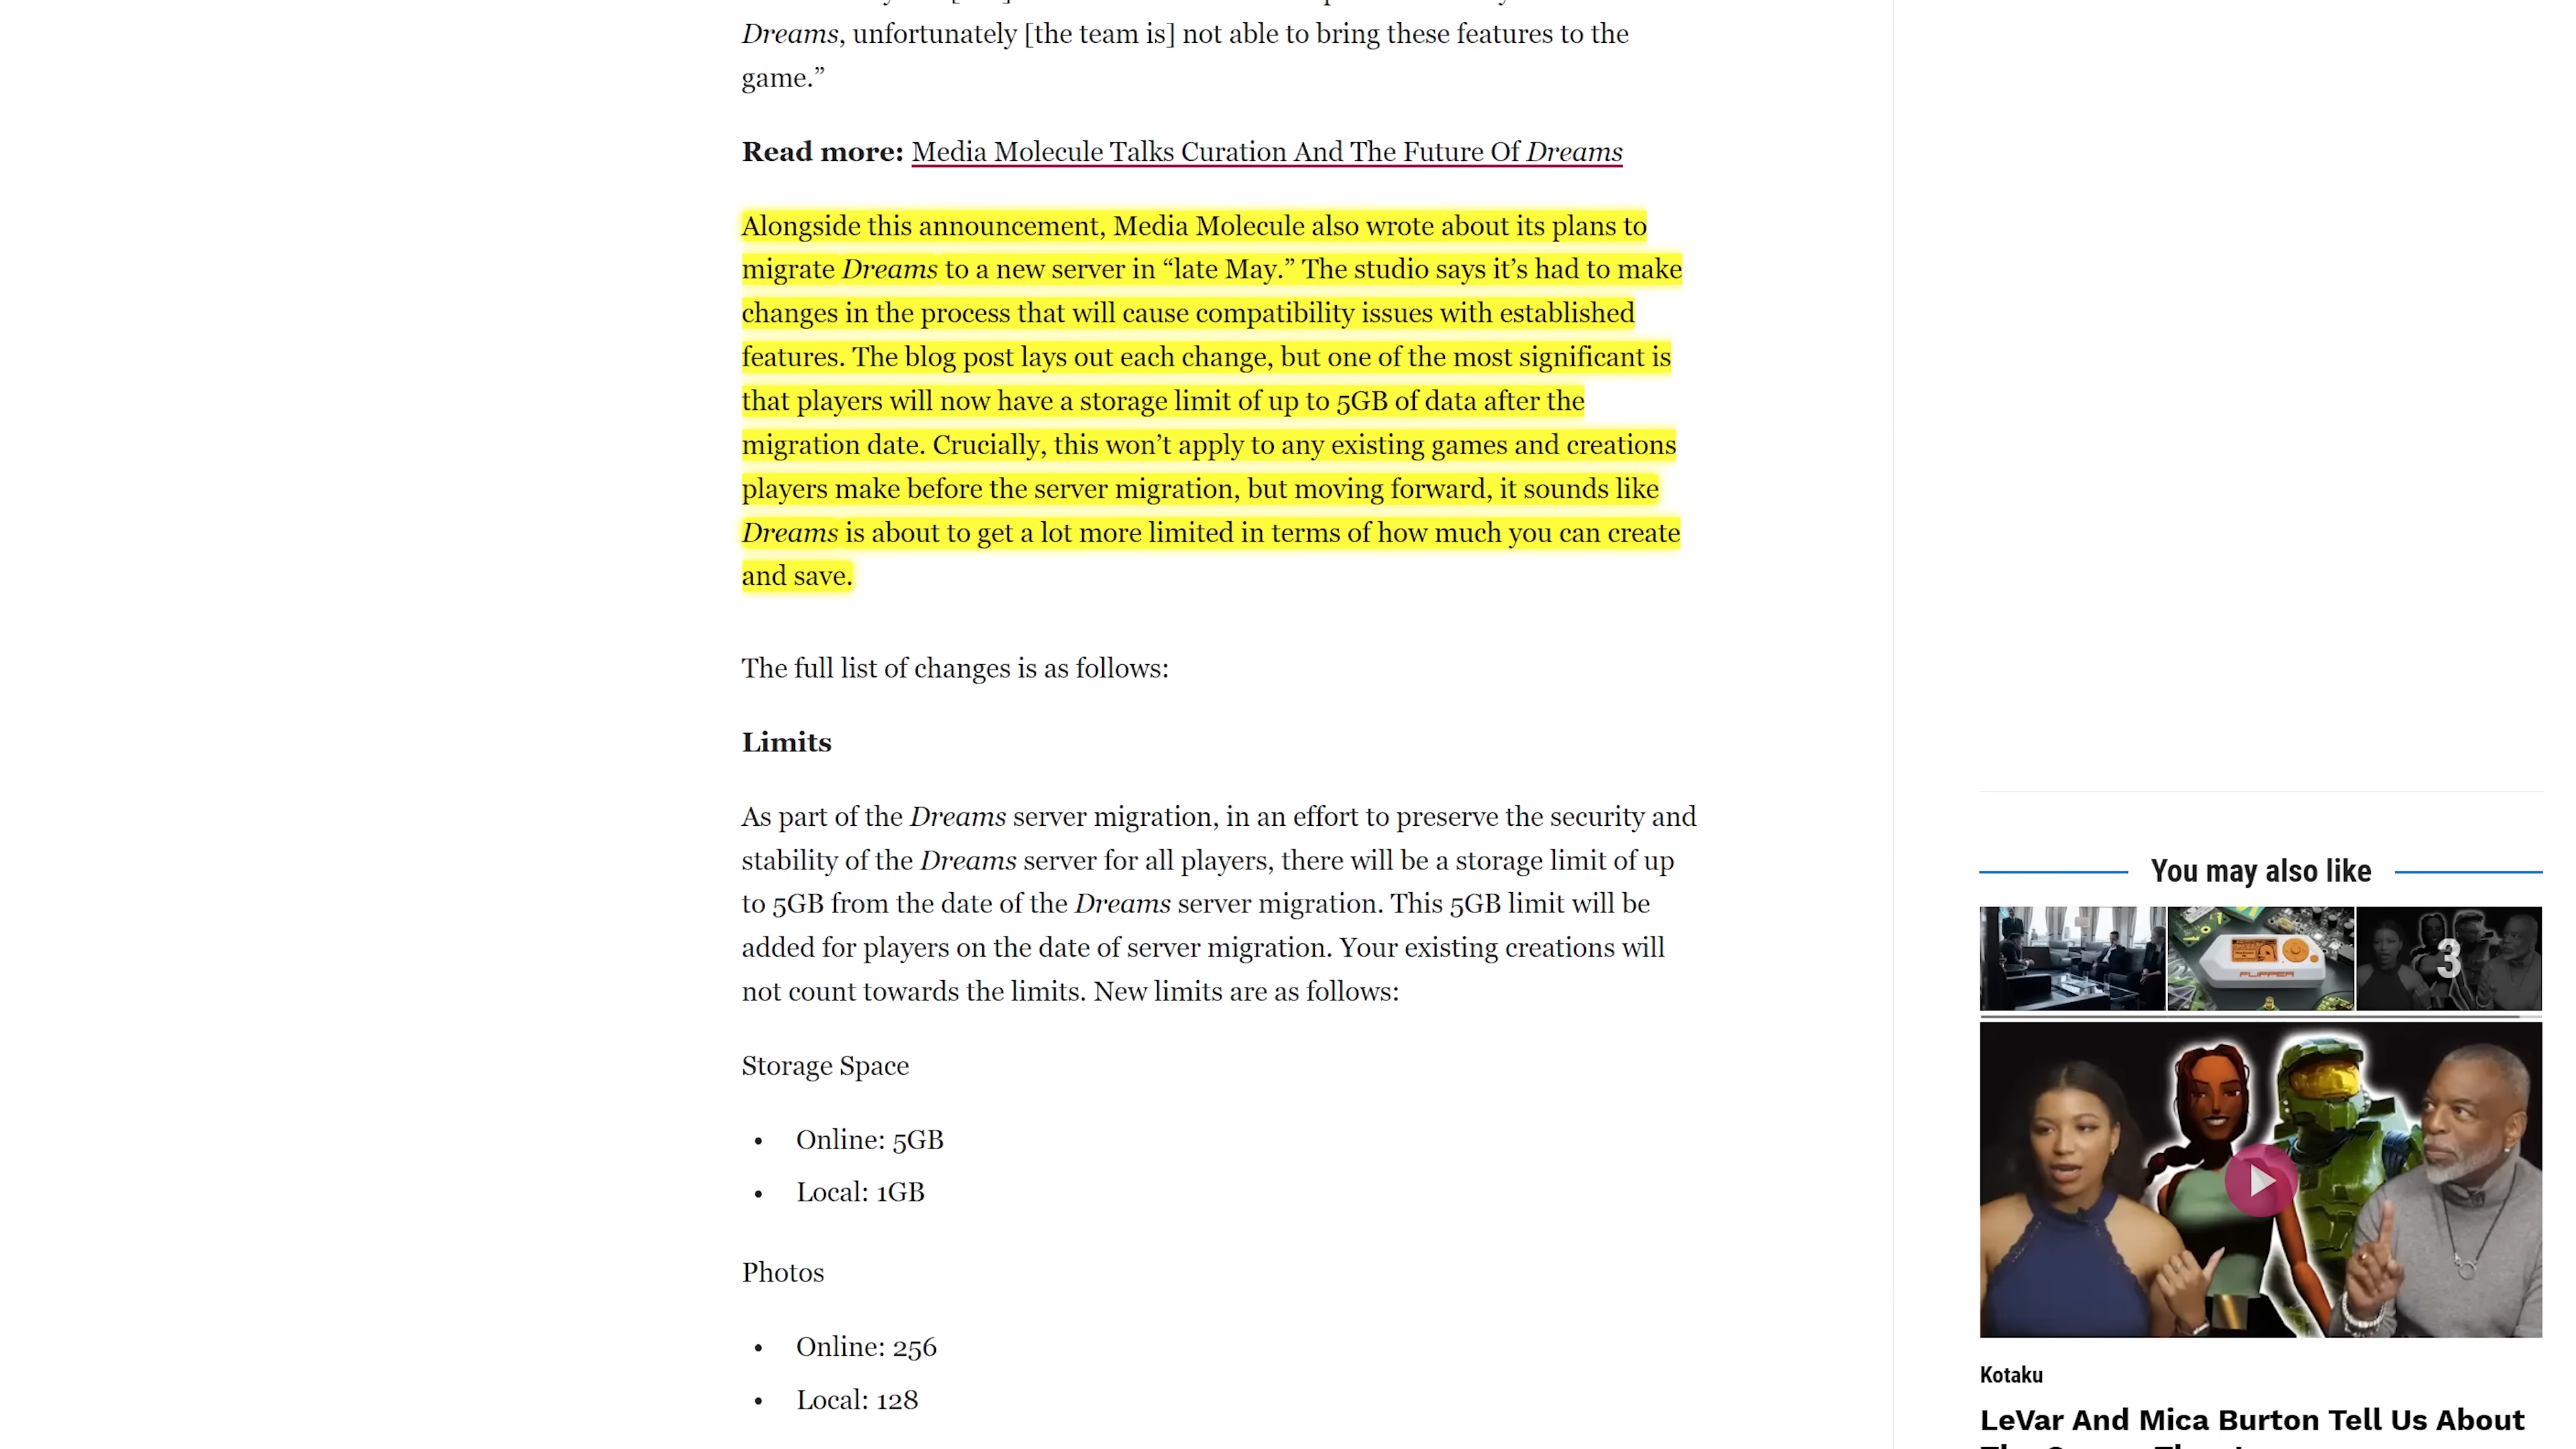 Dreams, unfortunately [the team is] not able to bring these features to the
game.”
Read more: Media Molecule Talks Curation And The Future Of Dreams
Alongside this announcement, Media Molecule also wrote about its plans to
migrate Dreams to a new server in “late May.” The studio says it’s had to make
changes in the process that will cause compatibility issues with established
features. The blog post lays out each change, but one of the most significant is
that players will now have a storage limit of up to 5GB of data after the
migration date. Crucially, this won’t apply to any existing games and creations
players make before the server migration, but moving forward, it sounds like
Dreams is about to get a lot more limited in terms of how much you can create
and save.
The full list of changes is as follows:
Limits
As part of the Dreams server migration, in an effort to preserve the security and
stability of the Dreams server for all players, there will be a storage limit of up
to 5GB from the date of the Dreams server migration. This 5GB limit will be
added for players on the date of server migration. Your existing creations will
not count towards the limits. New limits are as follows:
Storage Space
• Online: 5GB
• Local: 1GB
Photos
• Online: 256
• Local: 128
You may also like
FLIPPER
3
Kotaku
LeVar And Mica Burton Tell Us About